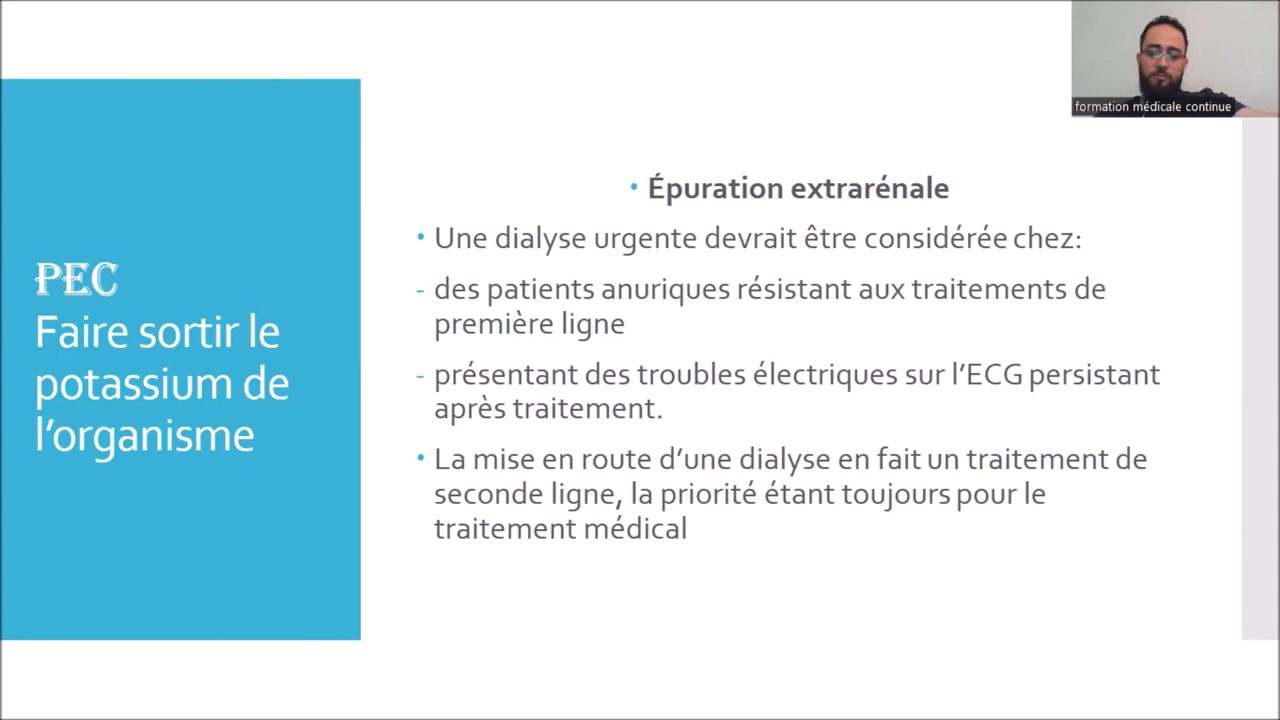 formation médicale continue
PEC
Faire sortir le
potassium de
l’organisme
• Épuration extrarénale
• Une dialyse urgente devrait être considérée chez:
- des patients anuriques résistant aux traitements de
première ligne
- présentant des troubles électriques sur l’ECG persistant
après traitement.
• La mise en route d’une dialyse en fait un traitement de
seconde ligne, la priorité étant toujours pour le
traitement médical